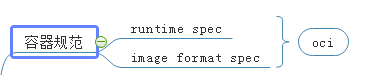 容器规范
runtime spec
image format spec
oci